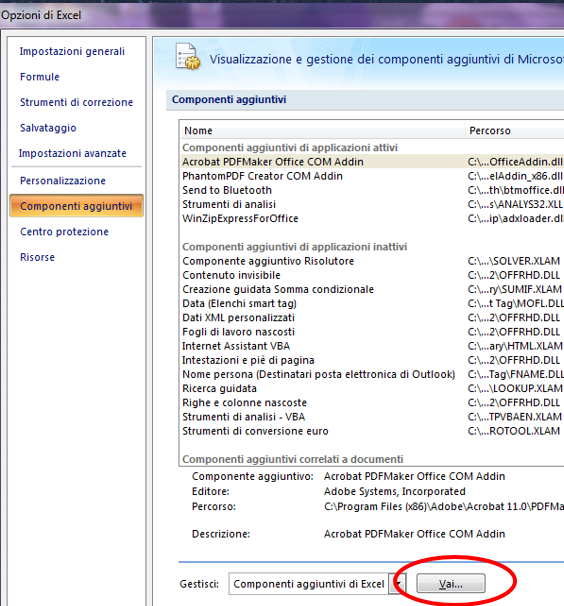 Opzioni di Excel
Impostazioni generali
Formule
Strumenti di correzione
Salvataggio
Impostazioni avanzate
Personalizzazione
Componenti aggiuntivi
Centro protezione
Risorse
Visualizzazione e gestione dei componenti aggiuntivi di Microsof
Componenti aggiuntivi
Nome Percorso
Componenti aggiuntivi di applicazioni attivi
Acrobat PDFMaker Office COM Addin C:\...OfficeAddin.dll
PhantomPDF Creator COM Addin C:\...elAddin_x86.dll
Send to Bluetooth C:\...th\btmoffice.dll
Strumenti di analisi C:\...s\ANALYS32.XLL
WinZipExpressForOffice C:\...ip\adxloader.dll
Componenti aggiuntivi di applicazioni inattivi
Componente aggiuntivo Risolutore C:\...\SOLVER.XLAM
Contenuto invisibile C:\...2\OFFRHD.DLL
Creazione guidata Somma condizionale C:\...ry\SUMIF.XLAM
Data (Elenchi smart tag) C:\...t Tag\MOFL.DLL
Dati XML personalizzati C:\...2\OFFRHD.DLL
Fogli di lavoro nascosti C:\...2\OFFRHD.DLL
Internet Assistant VBA C:\...ary\HTML.XLAM
Intestazioni e piè di pagina C:\...2\OFFRHD.DLL
Nome persona (Destinatari posta elettronica di Outlook) C:\...Tag\FNAME.DLL
Ricerca guidata C:\...\LOOKUP.XLAM
Righe e colonne nascoste C:\...2\OFFRHD.DLL
Strumenti di analisi - VBA C:\...TPVBAEN.XLAM
Strumenti di conversione euro C:\...ROTOOL.XLAM
Componenti aggiuntivi correlati a documenti
Componente aggiuntivo: Acrobat PDFMaker Office COM Addin
Editore: Adobe Systems, Incorporated
Percorso: C:\Program Files (x86)\Adobe\Acrobat 11.0\PDFMa
Descrizione: Acrobat PDFMaker Office COM Addin
Gestisci: Componenti aggiuntivi di Excel Vai...